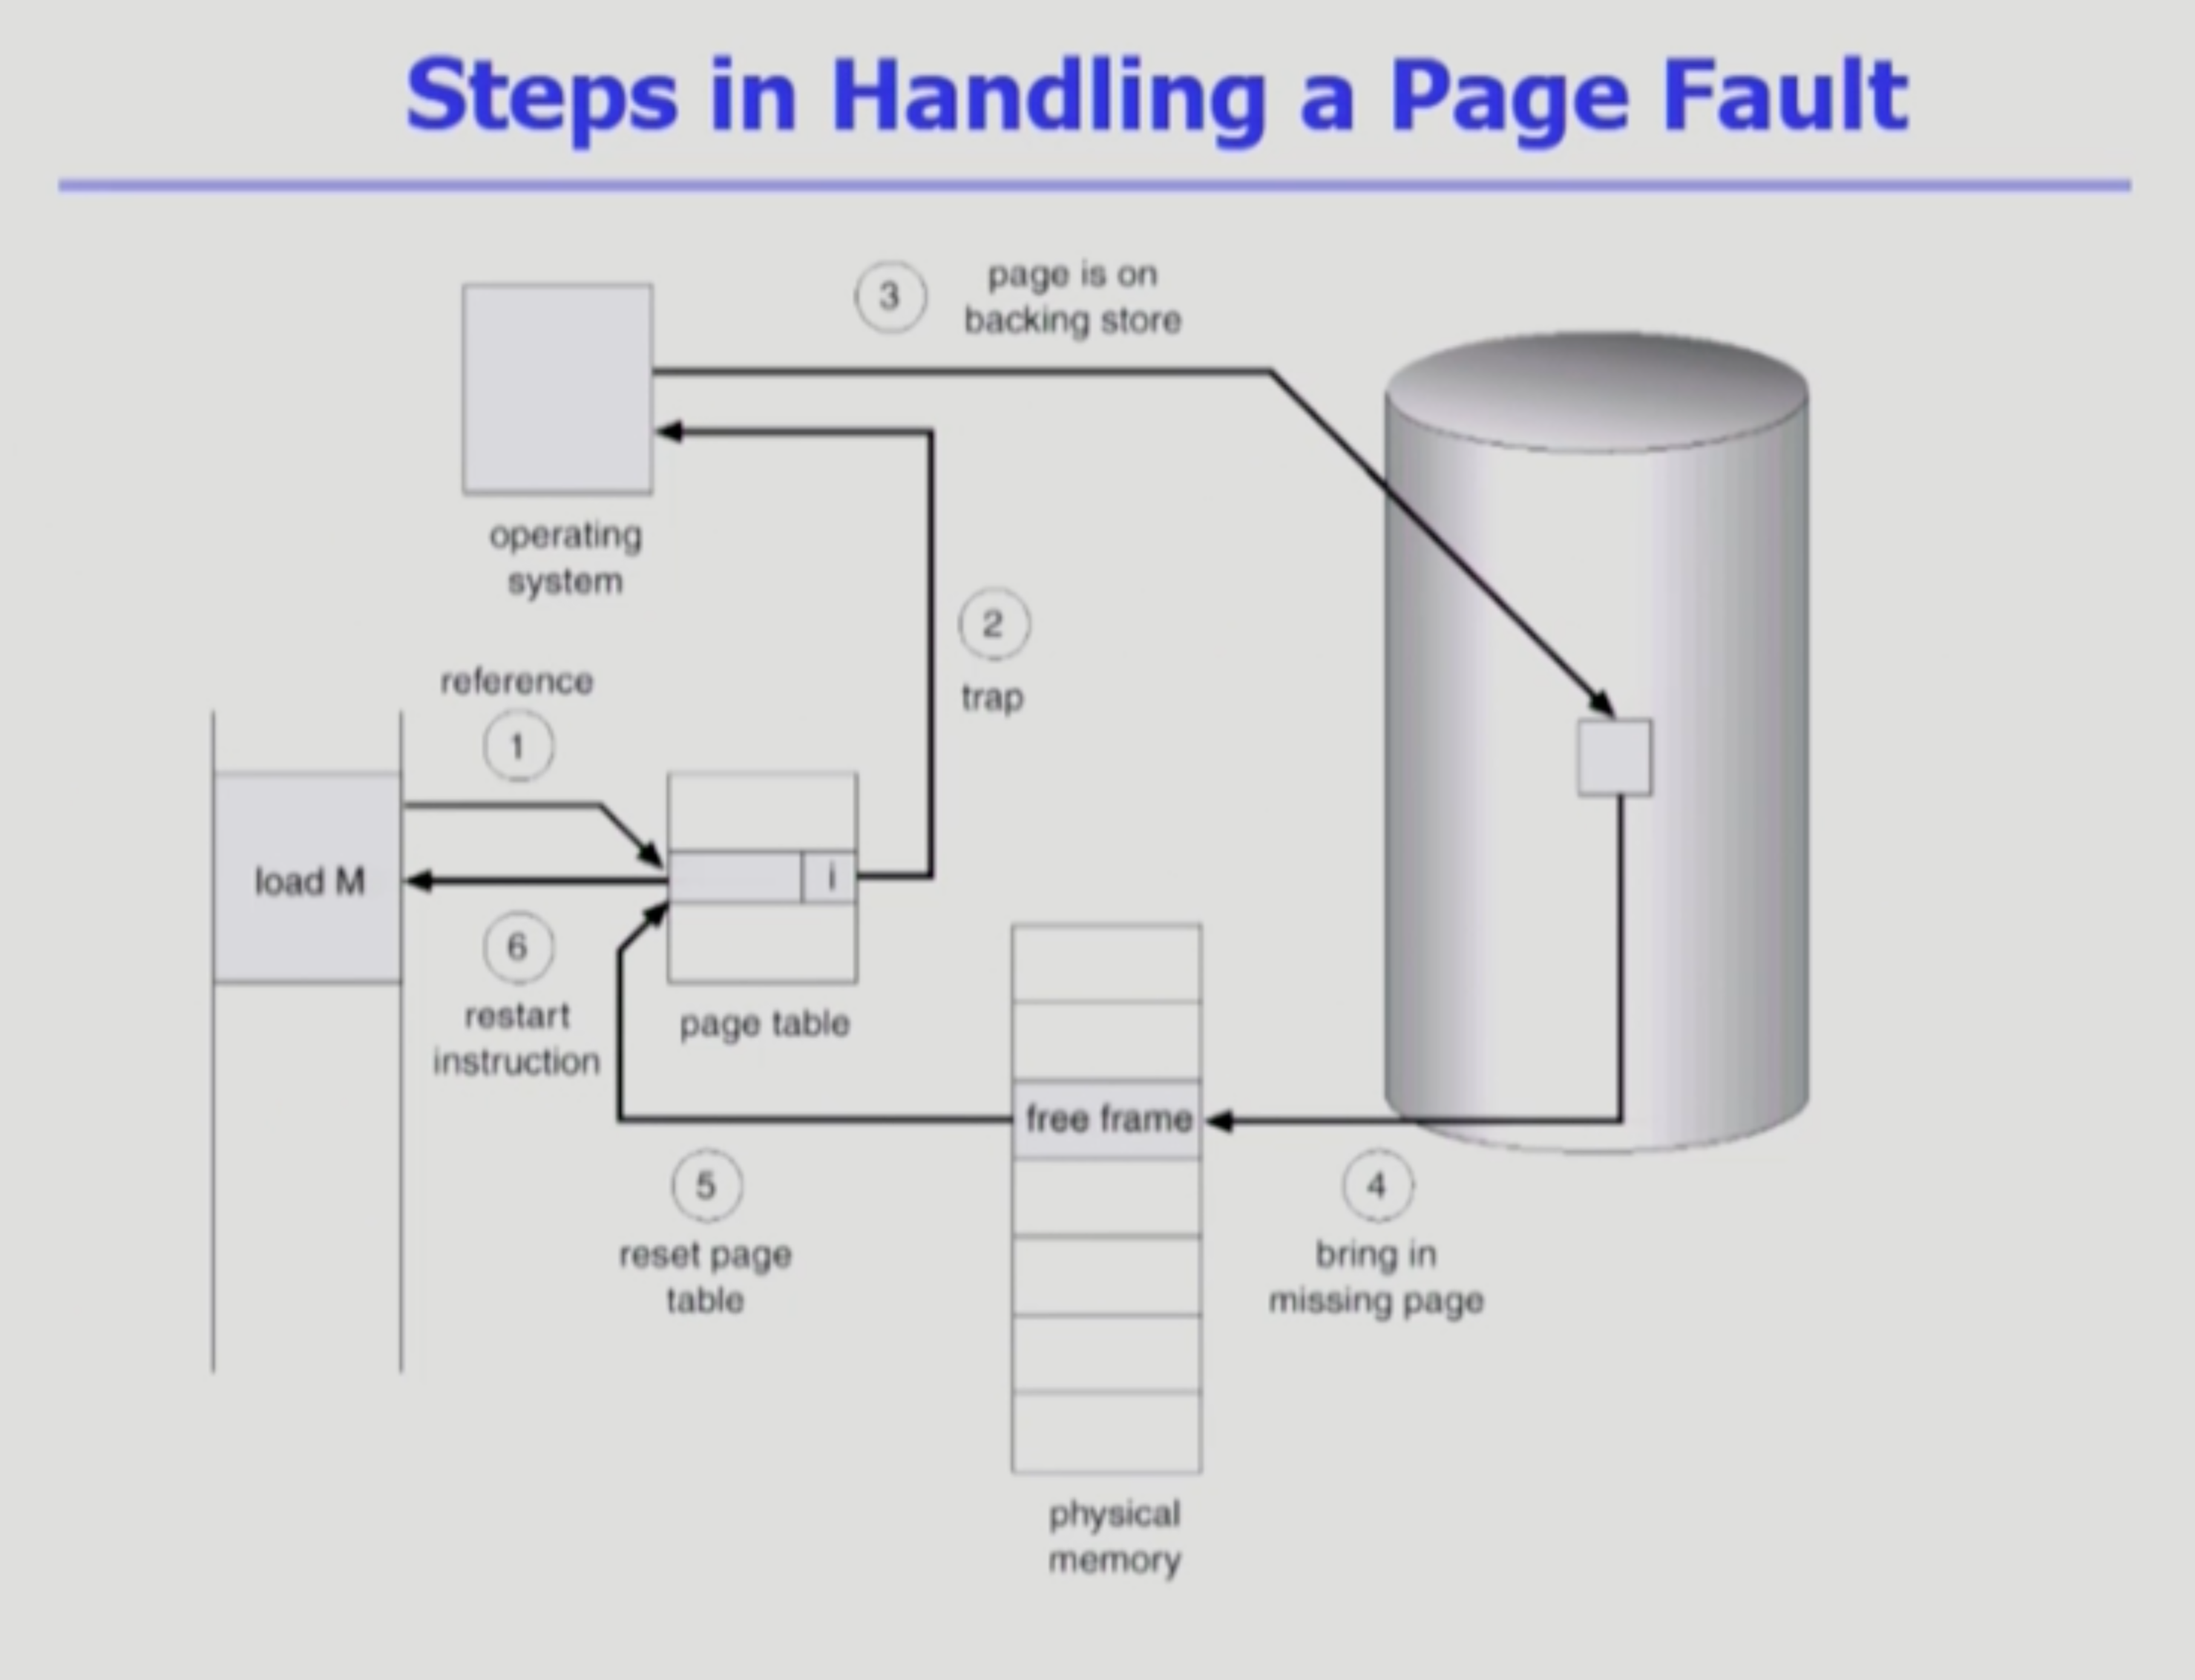 Steps in Handling a Page Fault
3
page is on
backing store
operating
system
2
trap
reference
1
load M
i
6
restart
instruction
page table
free frame
5
reset page
table
4
bring in
missing page
physical
memory